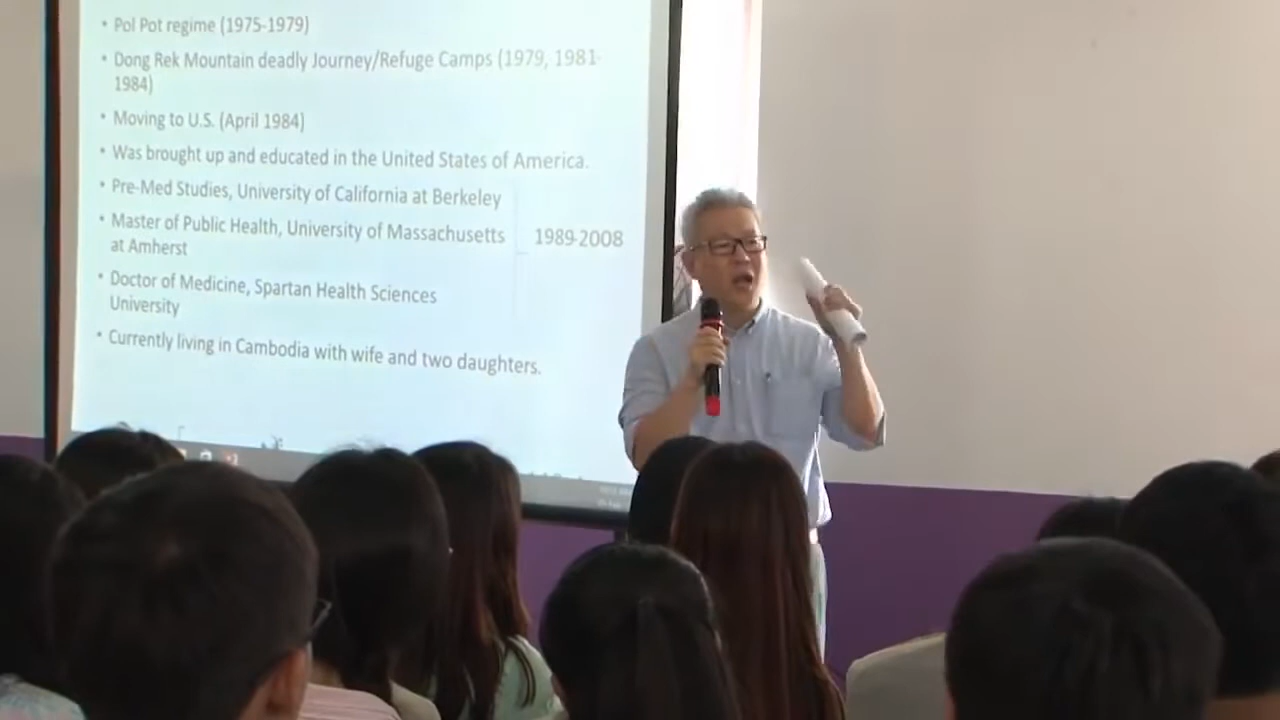 • Pol Pot regime (1975-1979)
• Dong Rek Mountain deadly Journey/Refuge Camps (1979, 1981-
1984)
• Moving to U.S. (April 1984)
• Was brought up and educated in the United States of America.
• Pre-Med Studies, University of California at Berkeley
• Master of Public Health, University of Massachusetts
at Amherst
1989-2008
• Doctor of Medicine, Spartan Health Sciences
University
• Currently living in Cambodia with wife and two daughters.